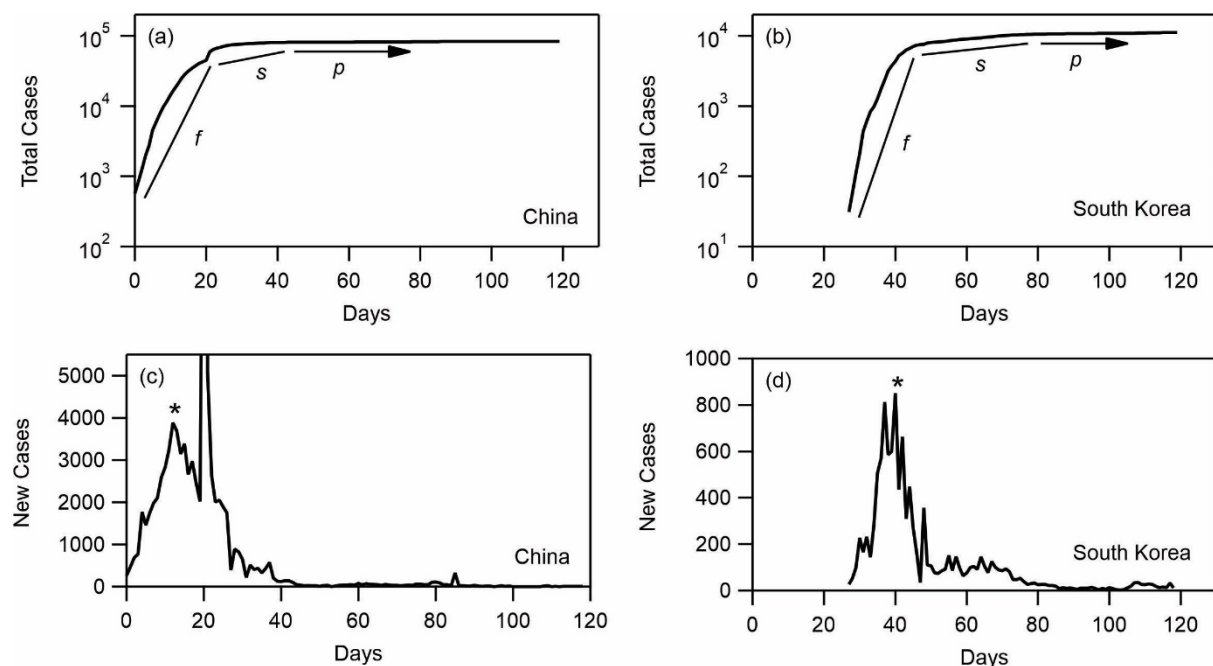 (a)
10^5
10^4
10^3
10^2
Total Cases
f
s
p
China
0 20 40 60 80 100 120
Days
(b)
10^4
10^3
10^2
10^1
Total Cases
f
s
p
South Korea
0 20 40 60 80 100 120
Days
(c)
5000
4000
3000
2000
1000
0
New Cases
*
China
0 20 40 60 80 100 120
Days
(d)
1000
800
600
400
200
0
New Cases
*
South Korea
0 20 40 60 80 100 120
Days